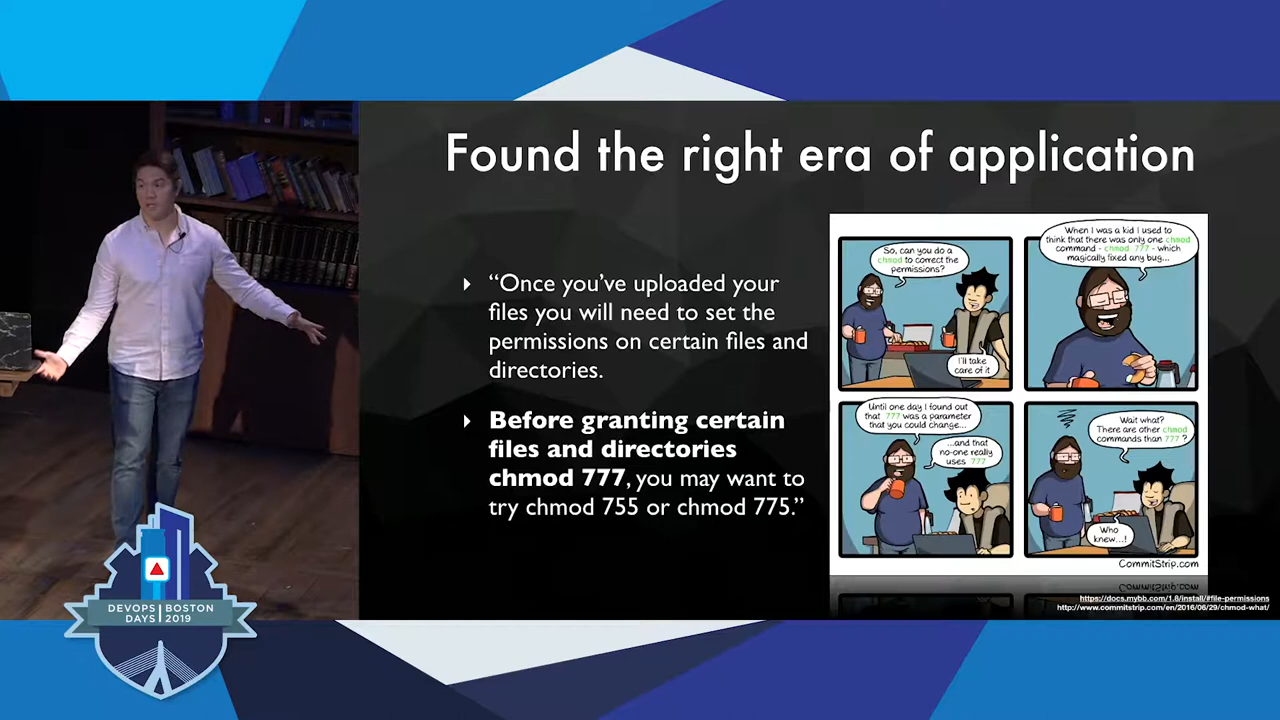 Found the right era of application
“Once you’ve uploaded your
files you will need to set the
permissions on certain files and
directories.
Before granting certain
files and directories
chmod 777, you may want to
try chmod 755 or chmod 775.”
So, can you do a
chmod to correct the
permissions?
I'll take
care of it
When I was a kid I used to
think that there was only one chmod
command - chmod 777 - which
magically fixed any bug...
Until one day I found out
that 777 was a parameter
that you could change...
...and that
no-one really
uses 777
Wait what?
There are other chmod
commands than 777 ?
Who
knew...!
CommitStrip.com
https://docs.mybb.com/1.8/install/#file-permissions
http://www.commitstrip.com/en/2016/06/29/chmod-what/
DEVOPS BOSTON
DAYS 2019